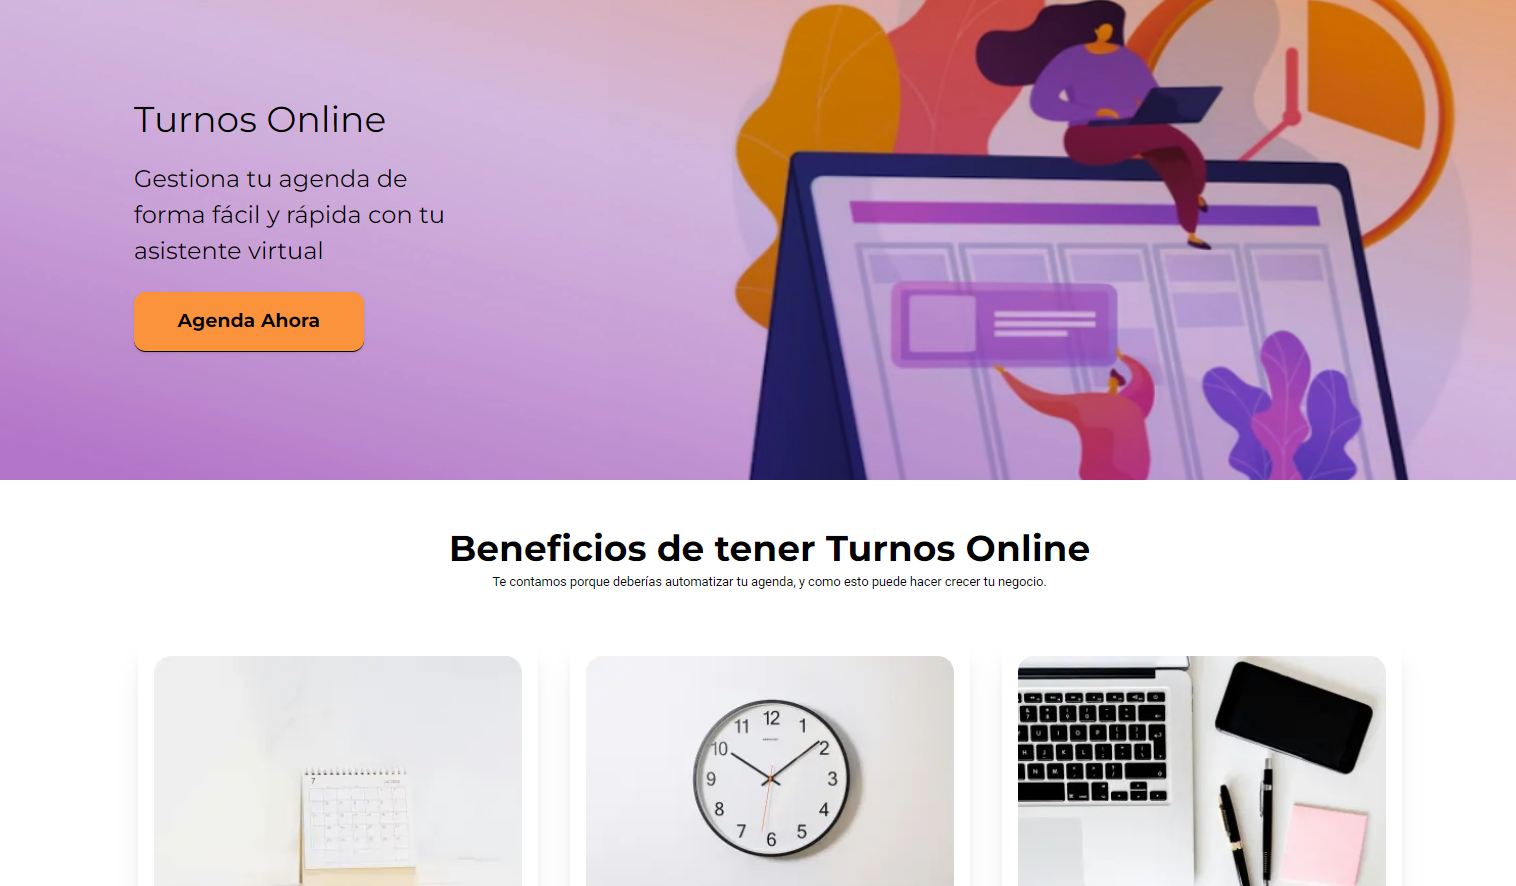 Turnos Online
Gestiona tu agenda de
forma fácil y rápida con tu
asistente virtual
Agenda Ahora
Beneficios de tener Turnos Online
Te contamos porque deberías automatizar tu agenda, y como esto puede hacer crecer tu negocio.
7
12
11
1
10
2
9
3
8
4
7
5
6